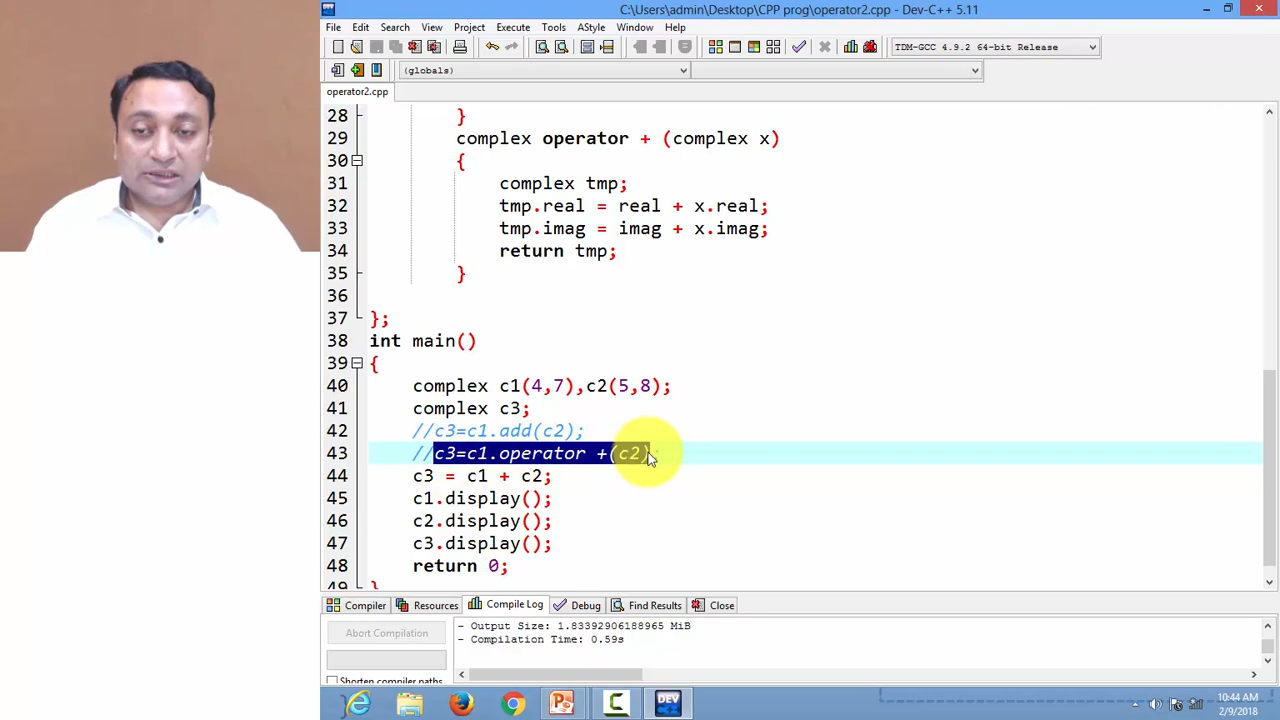 C:\Users\admin\Desktop\CPP prog\operator2.cpp - Dev-C++ 5.11
File Edit Search View Project Execute Tools AStyle Window Help
TDM-GCC 4.9.2 64-bit Release
(globals)
operator2.cpp
28 }
29 complex operator + (complex x)
30 {
31 complex tmp;
32 tmp.real = real + x.real;
33 tmp.imag = imag + x.imag;
34 return tmp;
35 }
36
37 };
38 int main()
39 {
40 complex c1(4,7),c2(5,8);
41 complex c3;
42 //c3=c1.add(c2);
43 //c3=c1.operator +(c2);
44 c3 = c1 + c2;
45 c1.display();
46 c2.display();
47 c3.display();
48 return 0;
49 }
Compiler Resources Compile Log Debug Find Results Close
Abort Compilation
- Output Size: 1.83392906188965 MiB
- Compilation Time: 0.59s
Shorten compiler paths
10:44 AM
2/9/2018